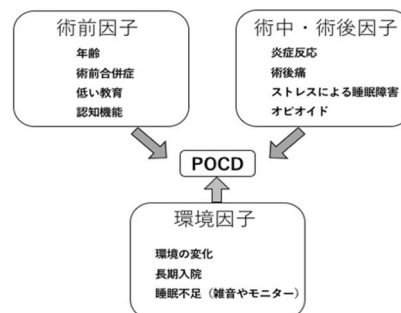 術前因子
年齢
術前合併症
低い教育
認知機能
術中・術後因子
炎症反応
術後痛
ストレスによる睡眠障害
オピオイド
POCD
環境因子
環境の変化
長期入院
睡眠不足（雑音やモニター）